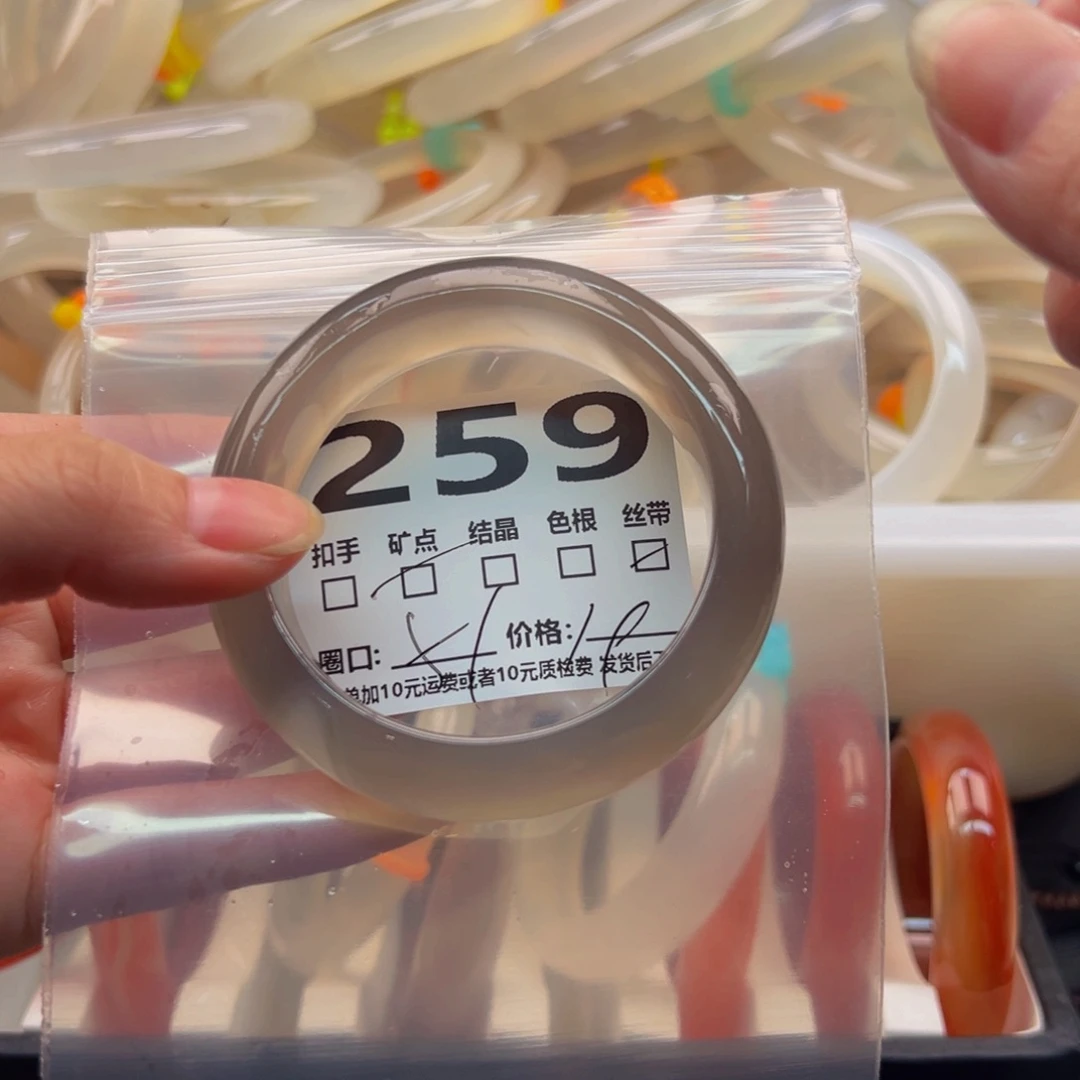 259
扣手 矿点 结晶 色根 丝带
圈口: 价格:
单加10元运费或者10元质检费 发货后